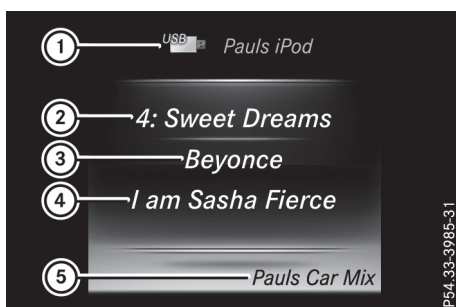 1 USB Pauls iPod
2 4: Sweet Dreams
3 Beyonce
4 I am Sasha Fierce
5 Pauls Car Mix
P54.33-3985-31